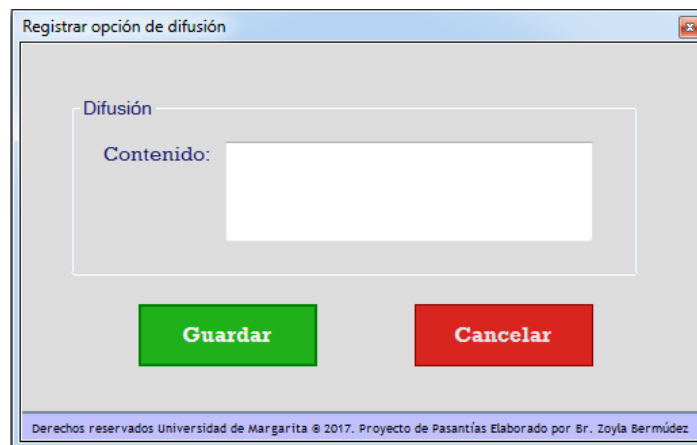 Registrar opción de difusión
Difusión
Contenido:
Guardar
Cancelar
Derechos reservados Universidad de Margarita ® 2017. Proyecto de Pasantías Elaborado por Br. Zoyla Bermúdez